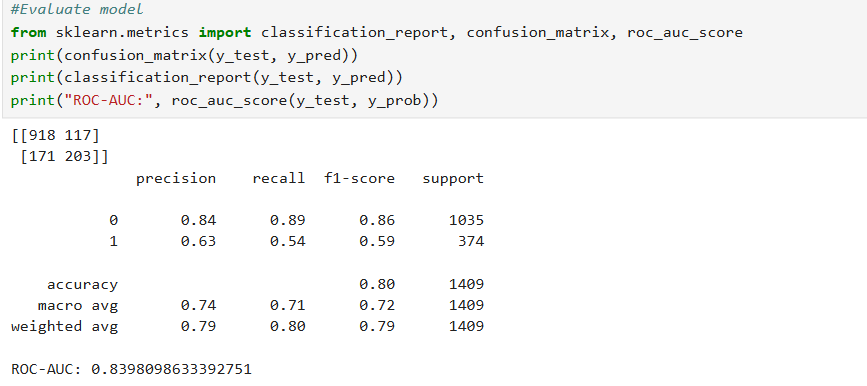 #Evaluate model
from sklearn.metrics import classification_report, confusion_matrix, roc_auc_score
print(confusion_matrix(y_test, y_pred))
print(classification_report(y_test, y_pred))
print("ROC-AUC:", roc_auc_score(y_test, y_prob))
[[918 117]
 [171 203]]
              precision    recall  f1-score   support

           0       0.84      0.89      0.86      1035
           1       0.63      0.54      0.59       374

    accuracy                           0.80      1409
   macro avg       0.74      0.71      0.72      1409
weighted avg       0.79      0.80      0.79      1409

ROC-AUC: 0.8398098633392751